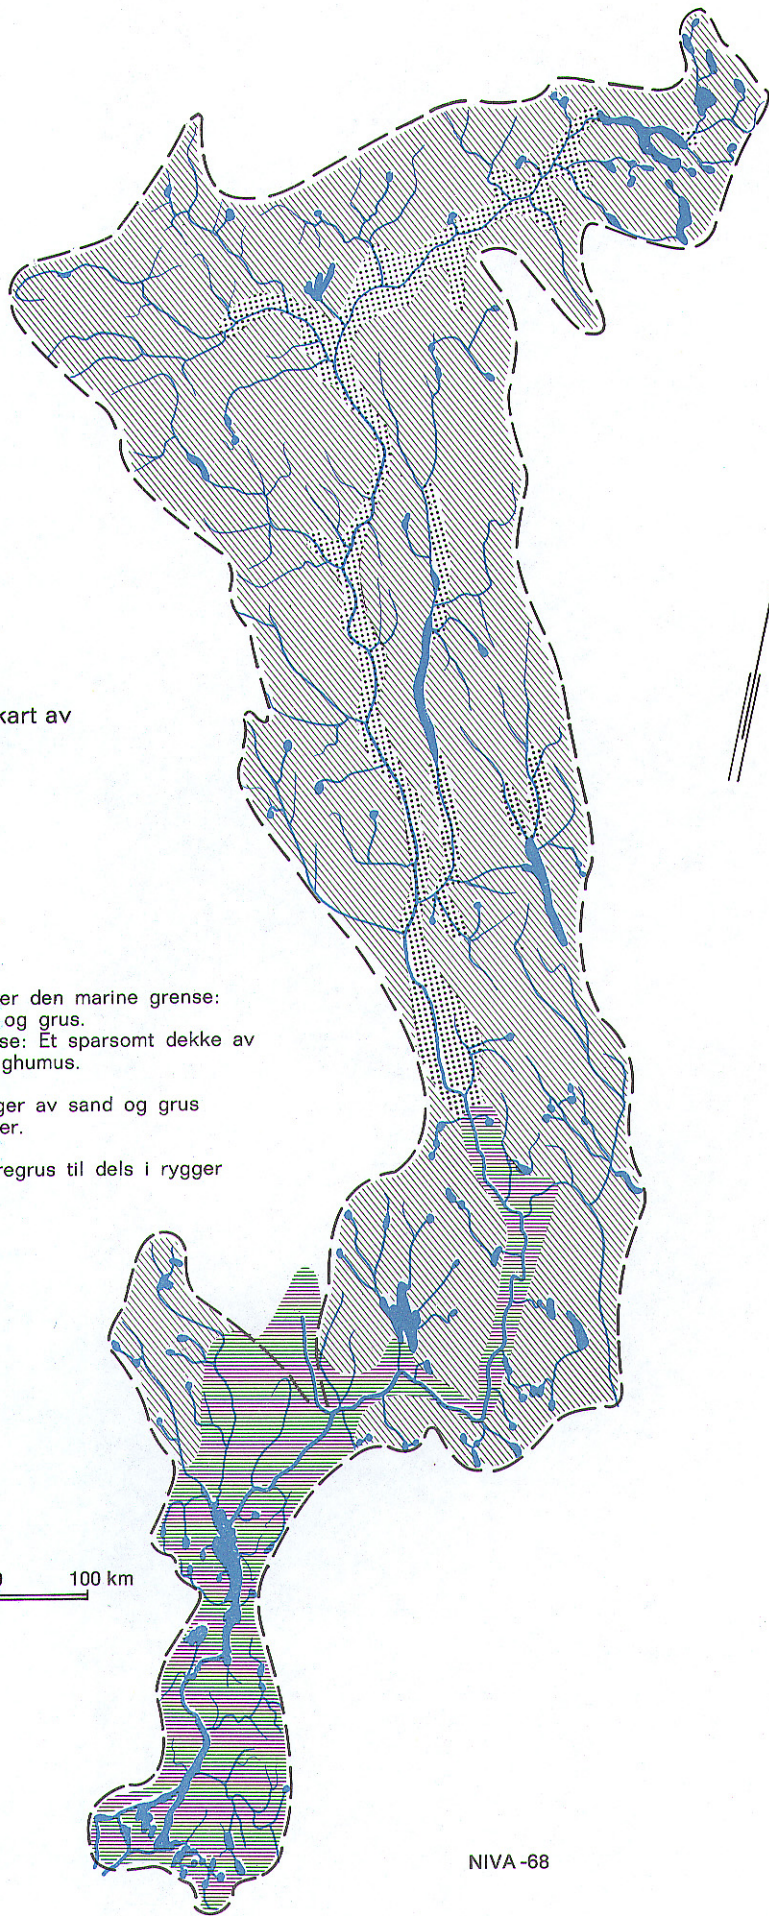 kart av
er den marine grense:
og grus.
se: Et sparsomt dekke av
ghumus.
ger av sand og grus
er.
regrus til dels i rygger
100 km
NIVA-68